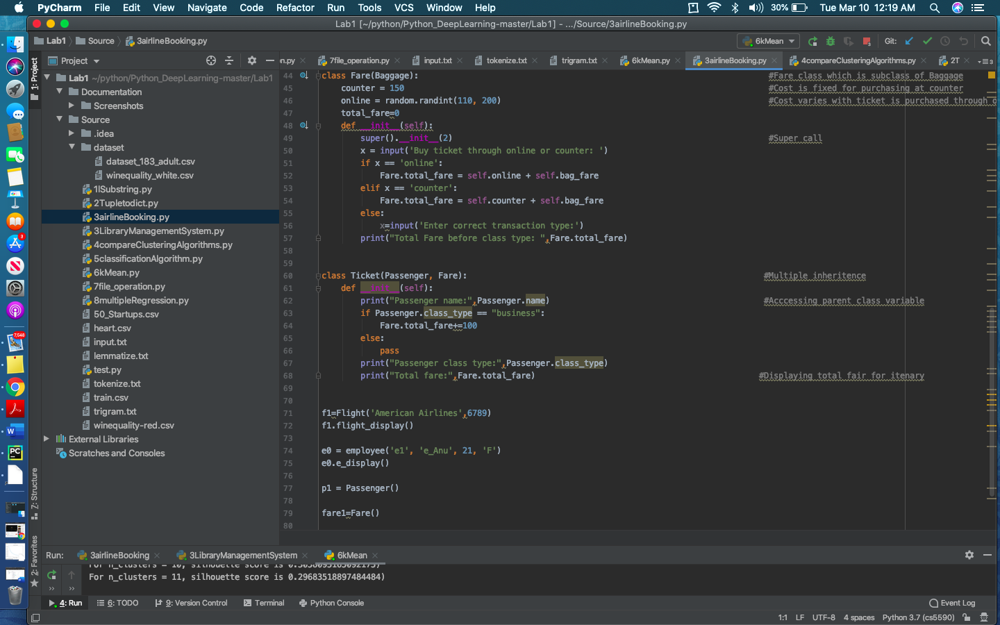 PyCharm File Edit View Navigate Code Refactor Run Tools VCS Window Help 30% Tue Mar 10 12:19 AM
Lab1 [~/python/Python_DeepLearning-master/Lab1] - .../Source/3airlineBooking.py
Lab1 Source 3airlineBooking.py 6kMean Git:
Project n.py 7file_operation.py input.txt tokenize.txt trigram.txt 6kMean.py 3airlineBooking.py 4compareClusteringAlgorithms.py 2T
1: Project
Lab1 ~/python/Python_DeepLearning-master/Lab1
Documentation
Screenshots
Source
.idea
dataset
dataset_183_adult.csv
winequality_white.csv
1lSubstring.py
2Tupletodict.py
3airlineBooking.py
3LibraryManagementSystem.py
4compareClusteringAlgorithms.py
5classificationAlgorithm.py
6kMean.py
7file_operation.py
8multipleRegression.py
50_Startups.csv
heart.csv
input.txt
lemmatize.txt
test.py
tokenize.txt
train.csv
trigram.txt
winequality-red.csv
External Libraries
Scratches and Consoles
3
7,548
44 class Fare(Baggage): #Fare class which is subclass of Baggage
45 counter = 150 #Cost is fixed for purchasing at counter
46 online = random.randint(110, 200) #Cost varies with ticket is purchased through o
47 total_fare=0
48 def __init__(self):
49 super().__init__(2) #Super call
50 x = input('Buy ticket through online or counter: ')
51 if x == 'online':
52 Fare.total_fare = self.online + self.bag_fare
53 elif x == 'counter':
54 Fare.total_fare = self.counter + self.bag_fare
55 else:
56 x=input('Enter correct transaction type:')
57 print("Total Fare before class type: ",Fare.total_fare)
58
59
60 class Ticket(Passenger, Fare): #Multiple inheritence
61 def __init__(self):
62 print("Passenger name:",Passenger.name) #Acccessing parent class variable
63 if Passenger.class_type == "business":
64 Fare.total_fare+=100
65 else:
66 pass
67 print("Passenger class type:",Passenger.class_type)
68 print("Total fare:",Fare.total_fare) #Displaying total fair for itenary
69
70
71 f1=Flight('American Airlines',6789)
72 f1.flight_display()
73
74 e0 = employee('e1', 'e_Anu', 21, 'F')
75 e0.e_display()
76
77 p1 = Passenger()
78
79 fare1=Fare()
80
Z: Structure
2: Favorites
Run: 3airlineBooking 3LibraryManagementSystem 6kMean
For n_clusters = 10, silhouette score is
For n_clusters = 11, silhouette score is 0.29683518897484484)
4: Run 6: TODO 9: Version Control Terminal Python Console Event Log
1:1 LF UTF-8 4 spaces Python 3.7 (cs5590)